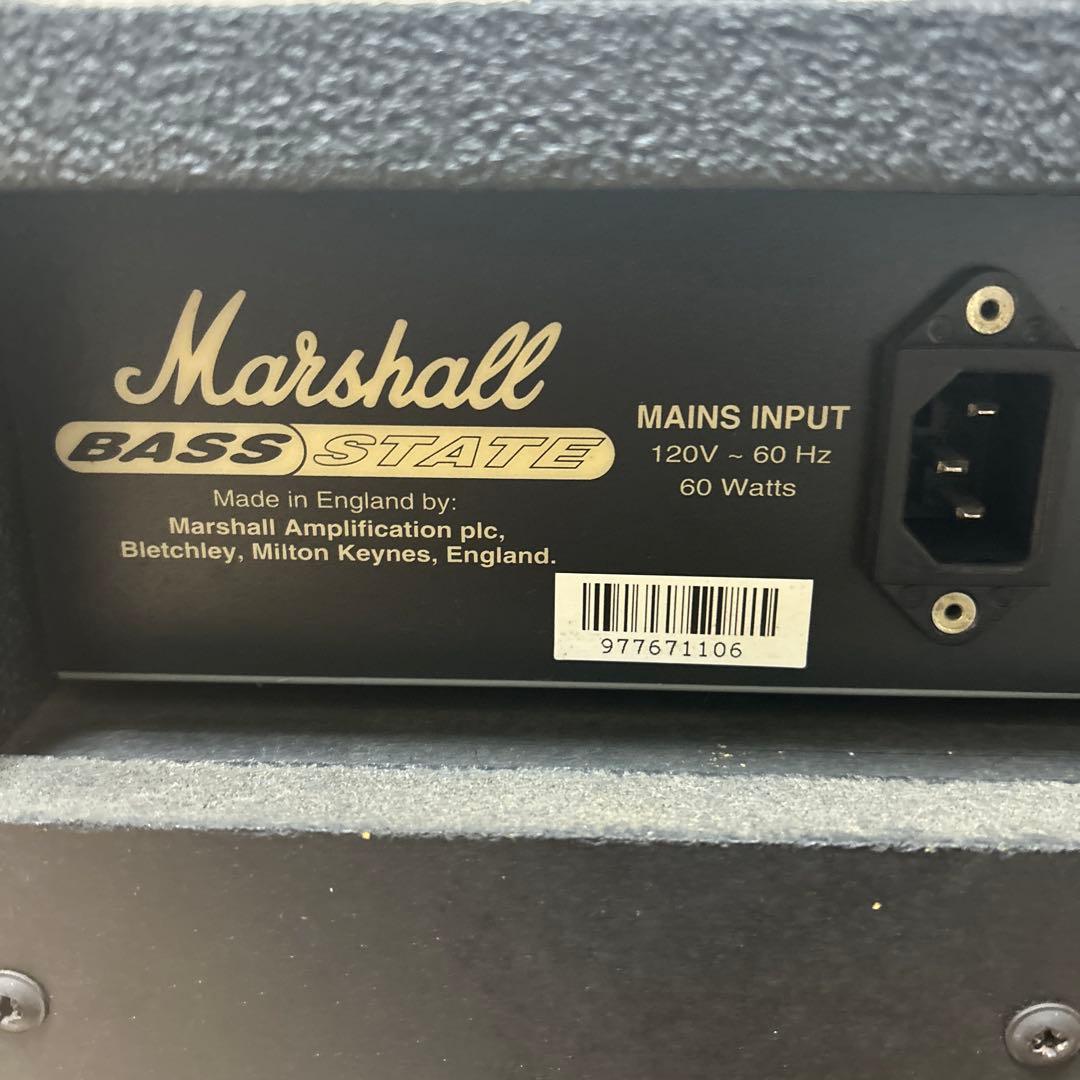 Marshall
BASS STATE
Made in England by:
Marshall Amplification plc,
Bletchley, Milton Keynes, England.
MAINS INPUT
120V ~ 60 Hz
60 Watts
977671106